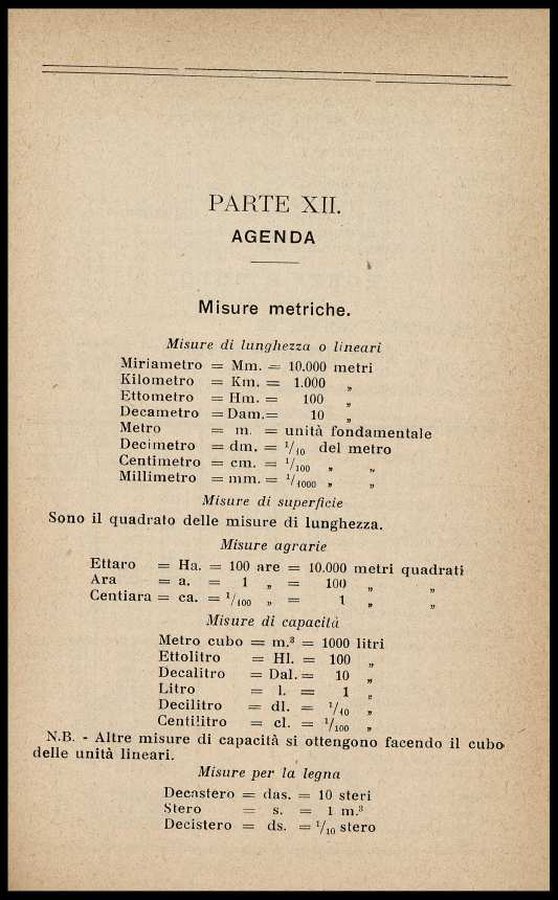 PARTE XII.
AGENDA
Misure metriche.
Misure di lunghezza o lineari
Miriametro = Mm. = 10.000 metri
Kilometro = Km. = 1.000 „
Ettometro = Hm. = 100 „
Decametro = Dam. = 10 „
Metro = m. = unità fondamentale
Decimetro = dm. = 1/10 del metro
Centimetro = cm. = 1/100 „ „
Millimetro = mm. = 1/1000 „ „
Misure di superficie
Sono il quadrato delle misure di lunghezza.
Misure agrarie
Ettaro = Ha. = 100 are = 10.000 metri quadrati
Ara = a. = 1 „ = 100 „ „
Centiara = ca. = 1/100 „ = 1 „ „
Misure di capacità
Metro cubo = m.³ = 1000 litri
Ettolitro = Hl. = 100 „
Decalitro = Dal. = 10 „
Litro = l. = 1 „
Decilitro = dl. = 1/10 „
Centilitro = cl. = 1/100 „
N.B. - Altre misure di capacità si ottengono facendo il cubo
delle unità lineari.
Misure per la legna
Decastero = das. = 10 steri
Stero = s. = 1 m.³
Decistero = ds. = 1/10 stero